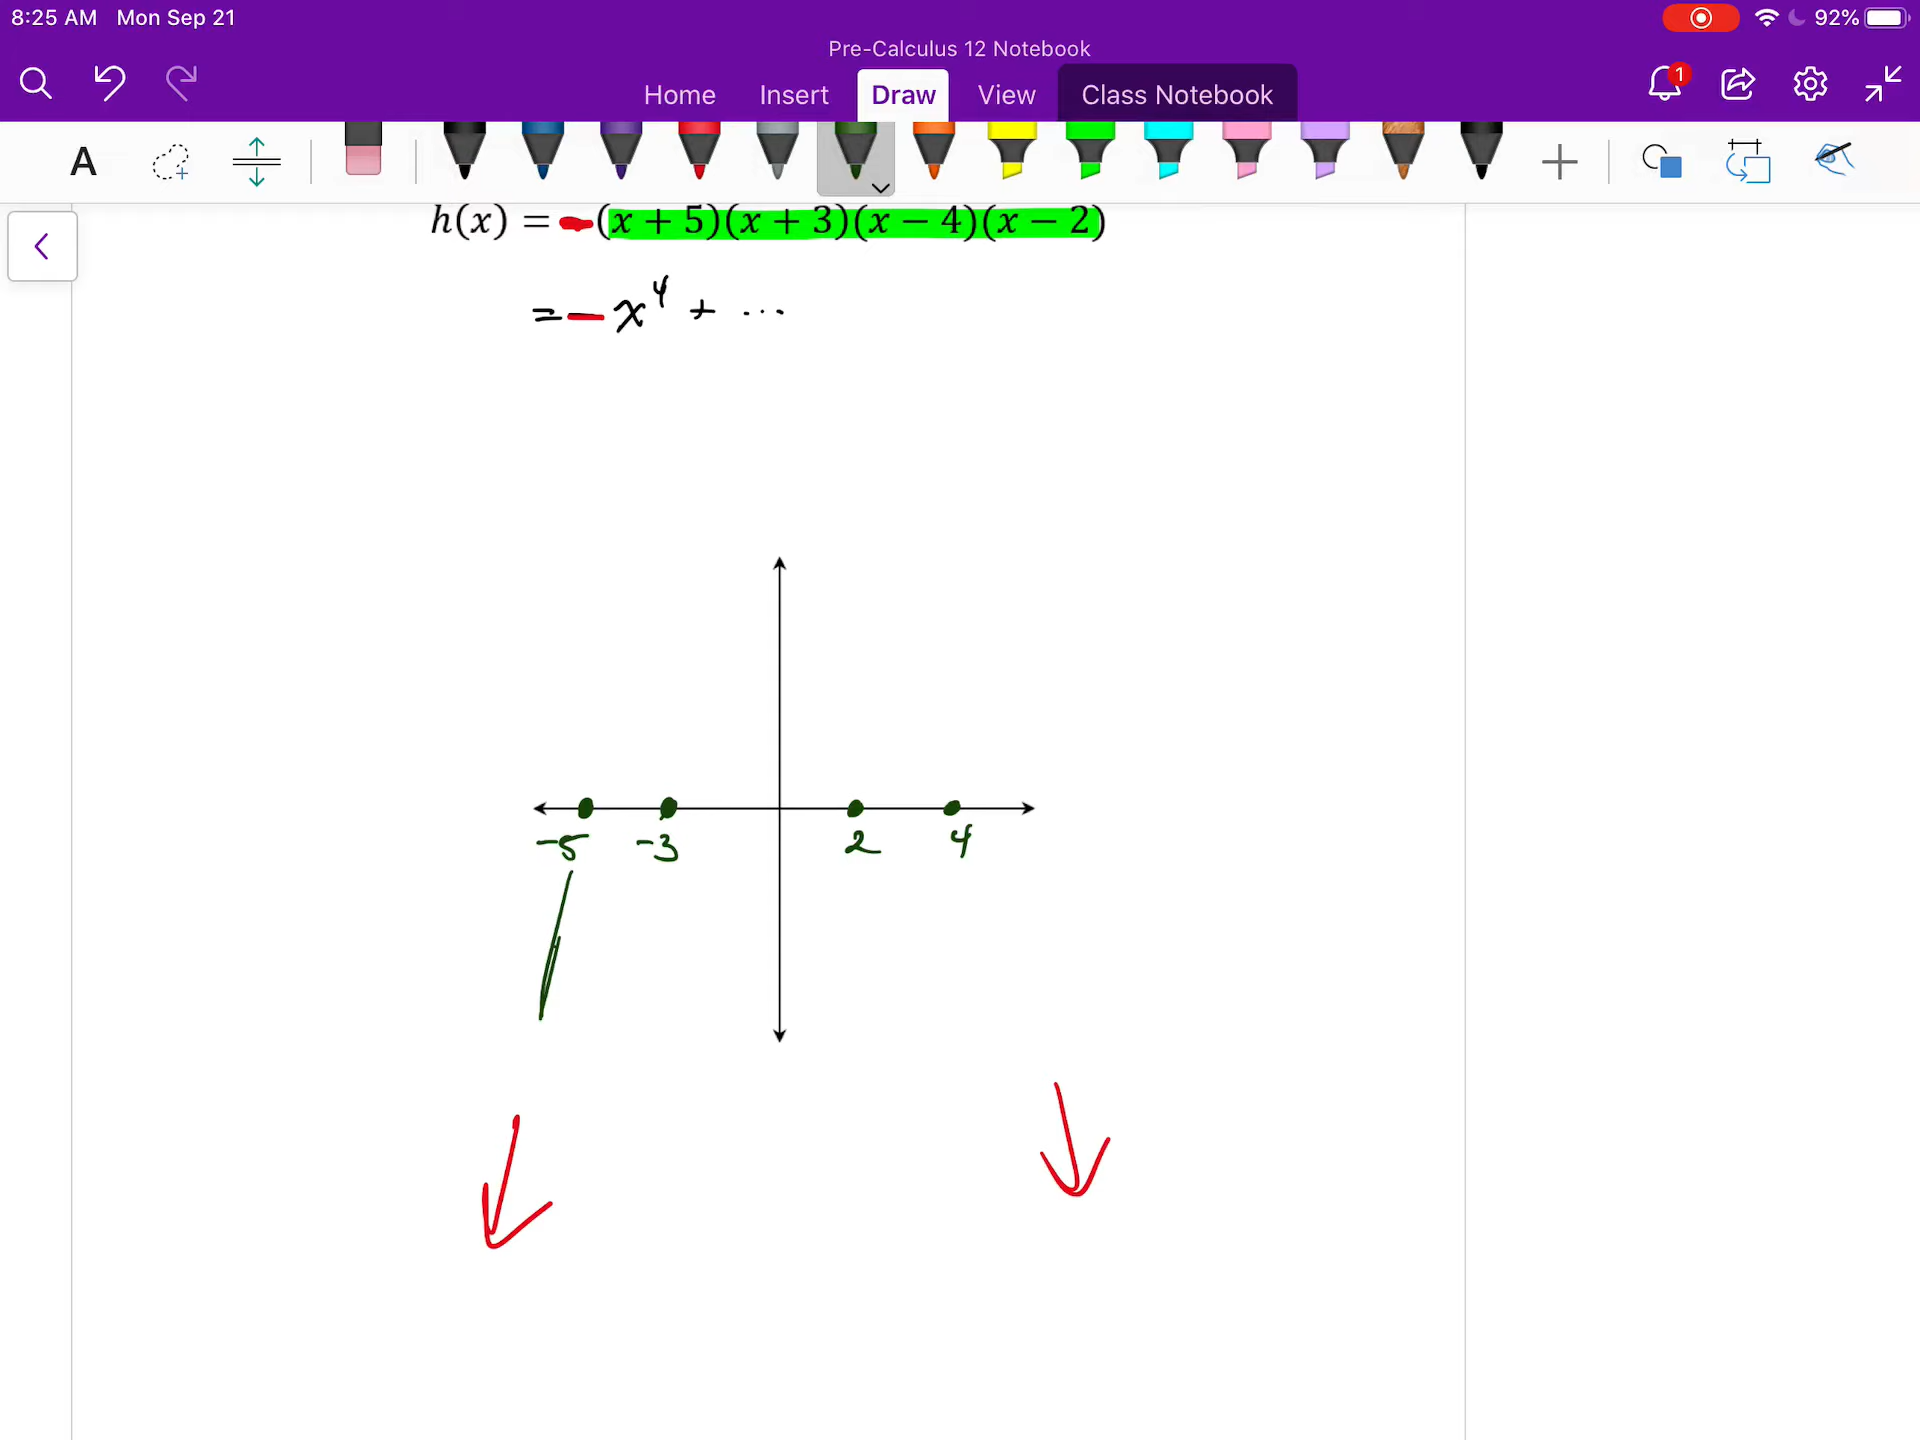 8:25 AM Mon Sep 21
92%
Pre-Calculus 12 Notebook
Home Insert Draw View Class Notebook
1
A
h(x) = -(x + 5)(x + 3)(x − 4)(x − 2)
= - x⁴ + ...
-5 -3 2 4